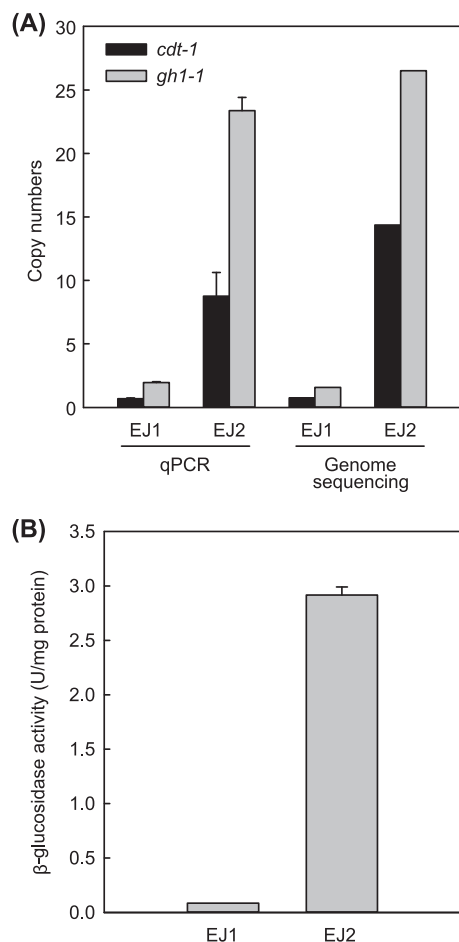 (A)
30
25
20
15
10
5
0
Copy numbers
cdt-1
gh1-1
EJ1 EJ2 EJ1 EJ2
qPCR Genome
sequencing
(B)
3.5
3.0
2.5
2.0
1.5
1.0
0.5
0.0
β-glucosidase activity (U/mg protein)
EJ1 EJ2